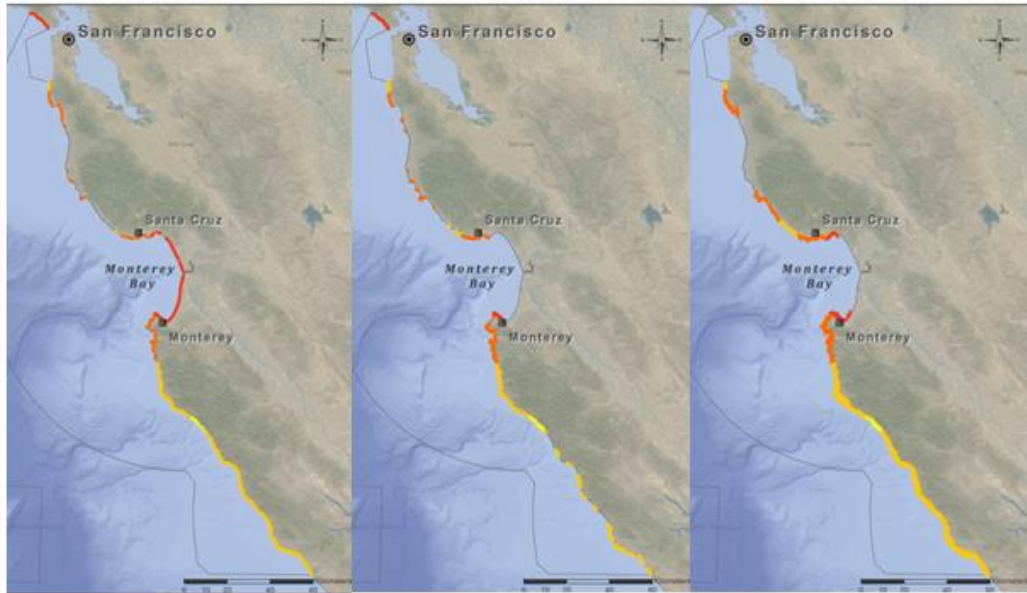 San Francisco
Santa Cruz
Monterey
Bay
Monterey
San Francisco
Santa Cruz
Monterey
Bay
Monterey
San Francisco
Santa Cruz
Monterey
Bay
Monterey